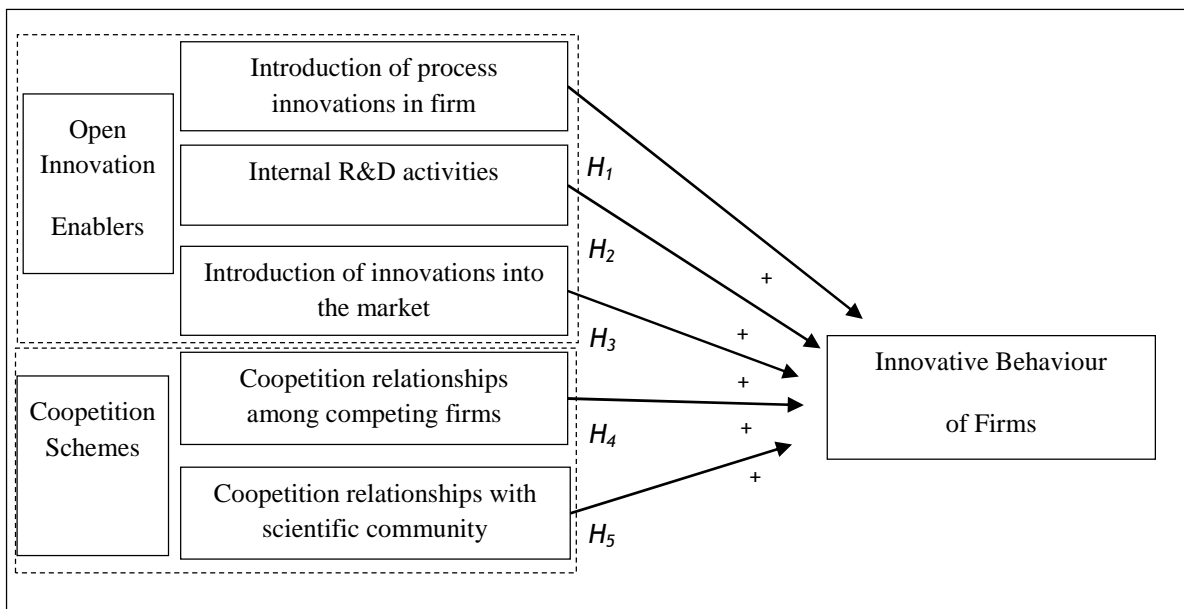 Open
Innovation
Enablers
Introduction of process
innovations in firm
Internal R&D activities
Introduction of innovations into
the market
Coopetition
Schemes
Coopetition relationships
among competing firms
Coopetition relationships with
scientific community
H1
H2
H3
H4
H5
+
+
+
+
+
Innovative Behaviour
of Firms